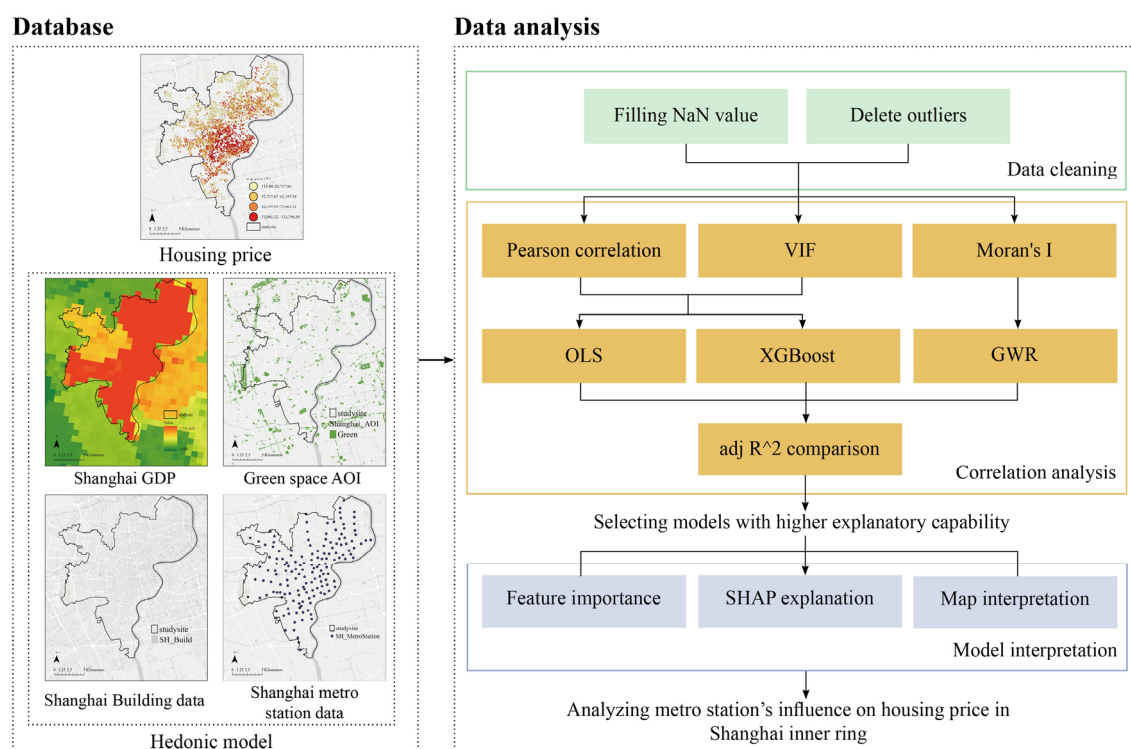 Database
Housing price
studysite
Shanghai GDP
studysite
Shanghai_AOI
Green
Green space AOI
studysite
SH_Build
Shanghai Building data
studysite
SH_MetroStation
Shanghai metro
station data
Hedonic model
Data analysis
Filling NaN value
Delete outliers
Data cleaning
Pearson correlation
VIF
Moran's I
OLS
XGBoost
GWR
adj R^2 comparison
Correlation analysis
Selecting models with higher explanatory capability
Feature importance
SHAP explanation
Map interpretation
Model interpretation
Analyzing metro station’s influence on housing price in
Shanghai inner ring